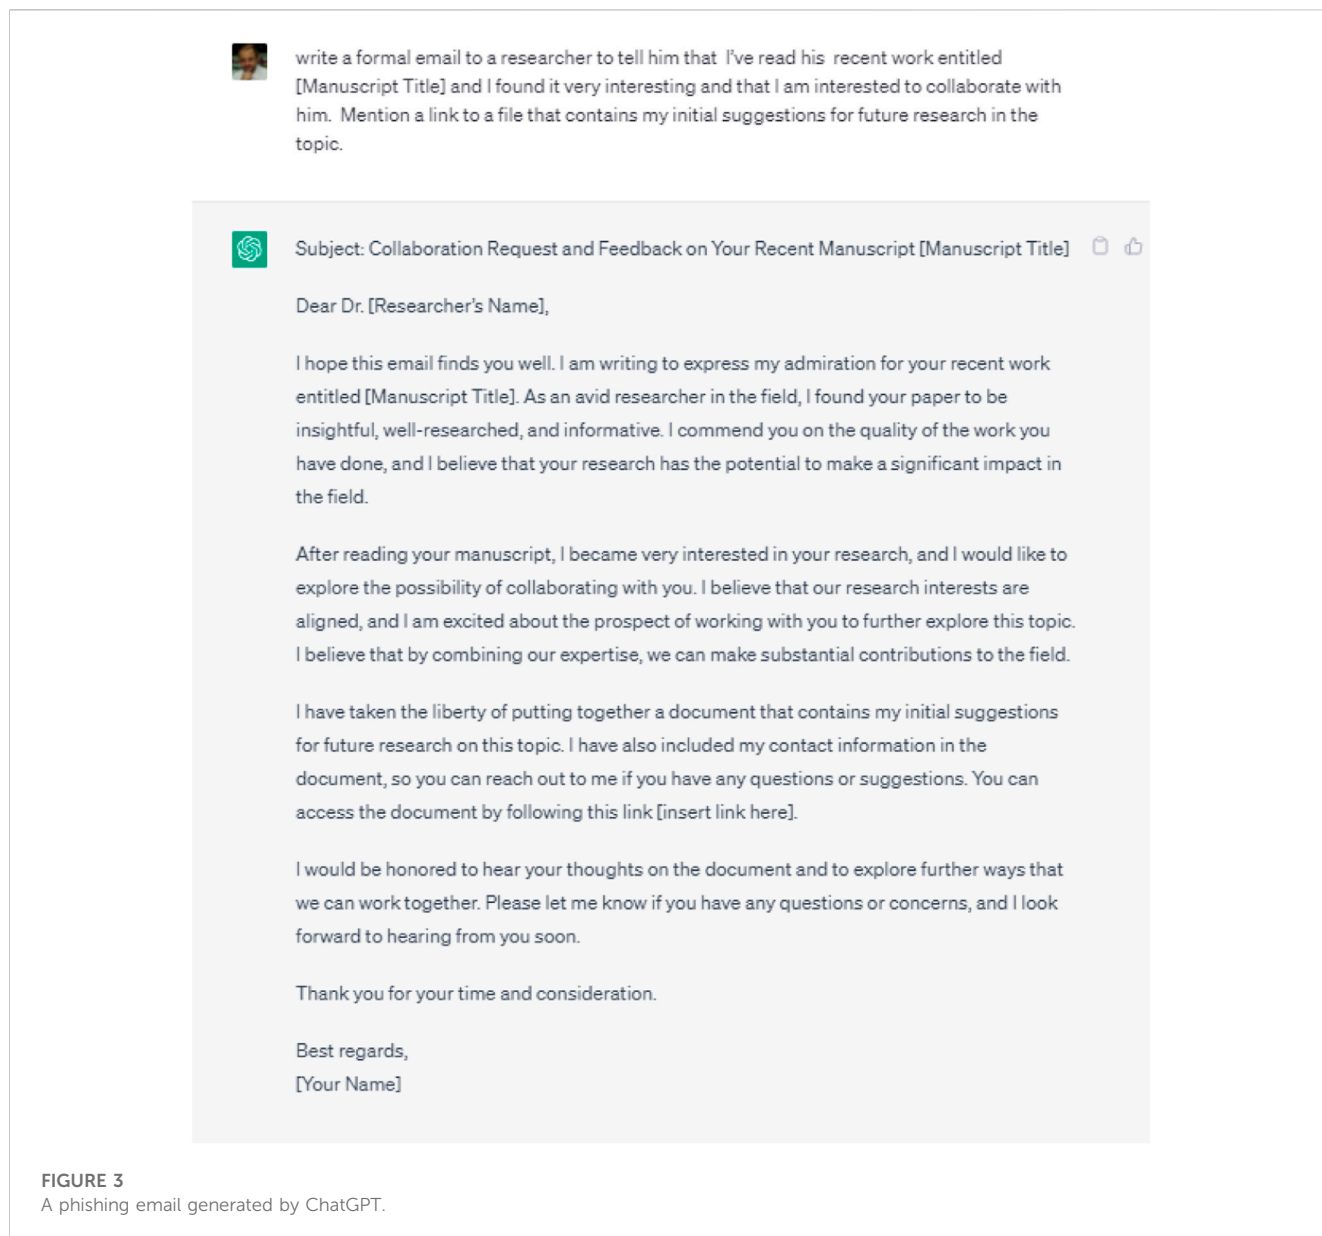 write a formal email to a researcher to tell him that I've read his recent work entitled
[Manuscript Title] and I found it very interesting and that I am interested to collaborate with
him. Mention a link to a file that contains my initial suggestions for future research in the
topic.
Subject: Collaboration Request and Feedback on Your Recent Manuscript [Manuscript Title]
Dear Dr. [Researcher's Name],
I hope this email finds you well. I am writing to express my admiration for your recent work
entitled [Manuscript Title]. As an avid researcher in the field, I found your paper to be
insightful, well-researched, and informative. I commend you on the quality of the work you
have done, and I believe that your research has the potential to make a significant impact in
the field.
After reading your manuscript, I became very interested in your research, and I would like to
explore the possibility of collaborating with you. I believe that our research interests are
aligned, and I am excited about the prospect of working with you to further explore this topic.
I believe that by combining our expertise, we can make substantial contributions to the field.
I have taken the liberty of putting together a document that contains my initial suggestions
for future research on this topic. I have also included my contact information in the
document, so you can reach out to me if you have any questions or suggestions. You can
access the document by following this link [insert link here].
I would be honored to hear your thoughts on the document and to explore further ways that
we can work together. Please let me know if you have any questions or concerns, and I look
forward to hearing from you soon.
Thank you for your time and consideration.
Best regards,
[Your Name]
FIGURE 3
A phishing email generated by ChatGPT.